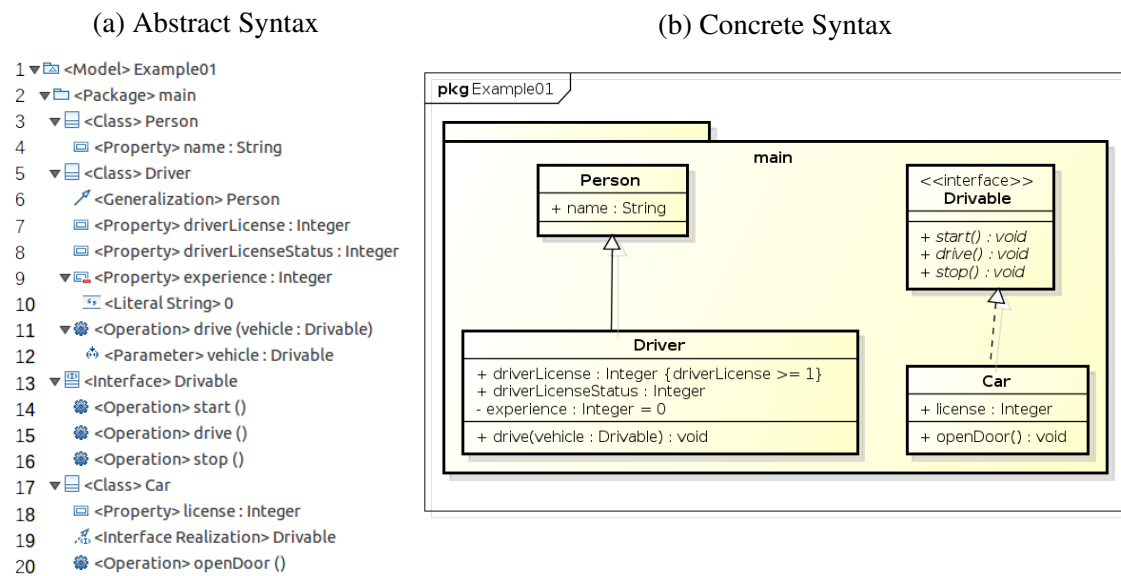 (a) Abstract Syntax
1 <Model> Example01
2 <Package> main
3 <Class> Person
4 <Property> name : String
5 <Class> Driver
6 <Generalization> Person
7 <Property> driverLicense : Integer
8 <Property> driverLicenseStatus : Integer
9 <Property> experience : Integer
10 <Literal String> 0
11 <Operation> drive (vehicle : Drivable)
12 <Parameter> vehicle : Drivable
13 <Interface> Drivable
14 <Operation> start ()
15 <Operation> drive ()
16 <Operation> stop ()
17 <Class> Car
18 <Property> license : Integer
19 <Interface Realization> Drivable
20 <Operation> openDoor ()
(b) Concrete Syntax
pkg Example01
main
Person
+ name : String
<<interface>>
Drivable
+ start() : void
+ drive() : void
+ stop() : void
Driver
+ driverLicense : Integer {driverLicense >= 1}
+ driverLicenseStatus : Integer
- experience : Integer = 0
+ drive(vehicle : Drivable) : void
Car
+ license : Integer
+ openDoor() : void